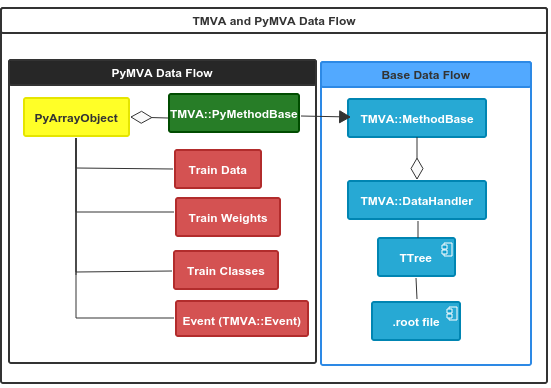 TMVA and PyMVA Data Flow
PyMVA Data Flow
PyArrayObject
TMVA::PyMethodBase
Train Data
Train Weights
Train Classes
Event (TMVA::Event)
Base Data Flow
TMVA::MethodBase
TMVA::DataHandler
TTree
.root file